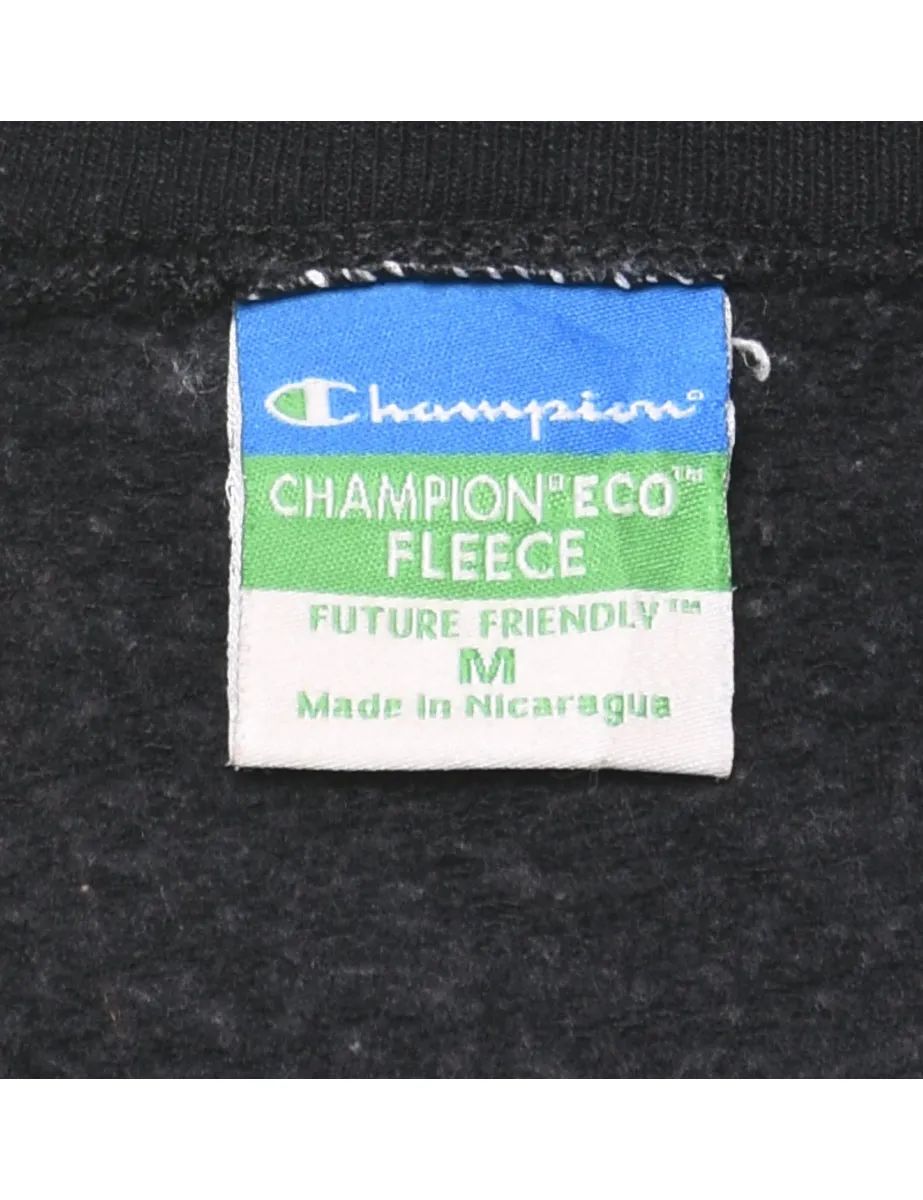 Champion®
CHAMPION® ECO™
FLEECE
FUTURE FRIENDLY™
M
Made in Nicaragua